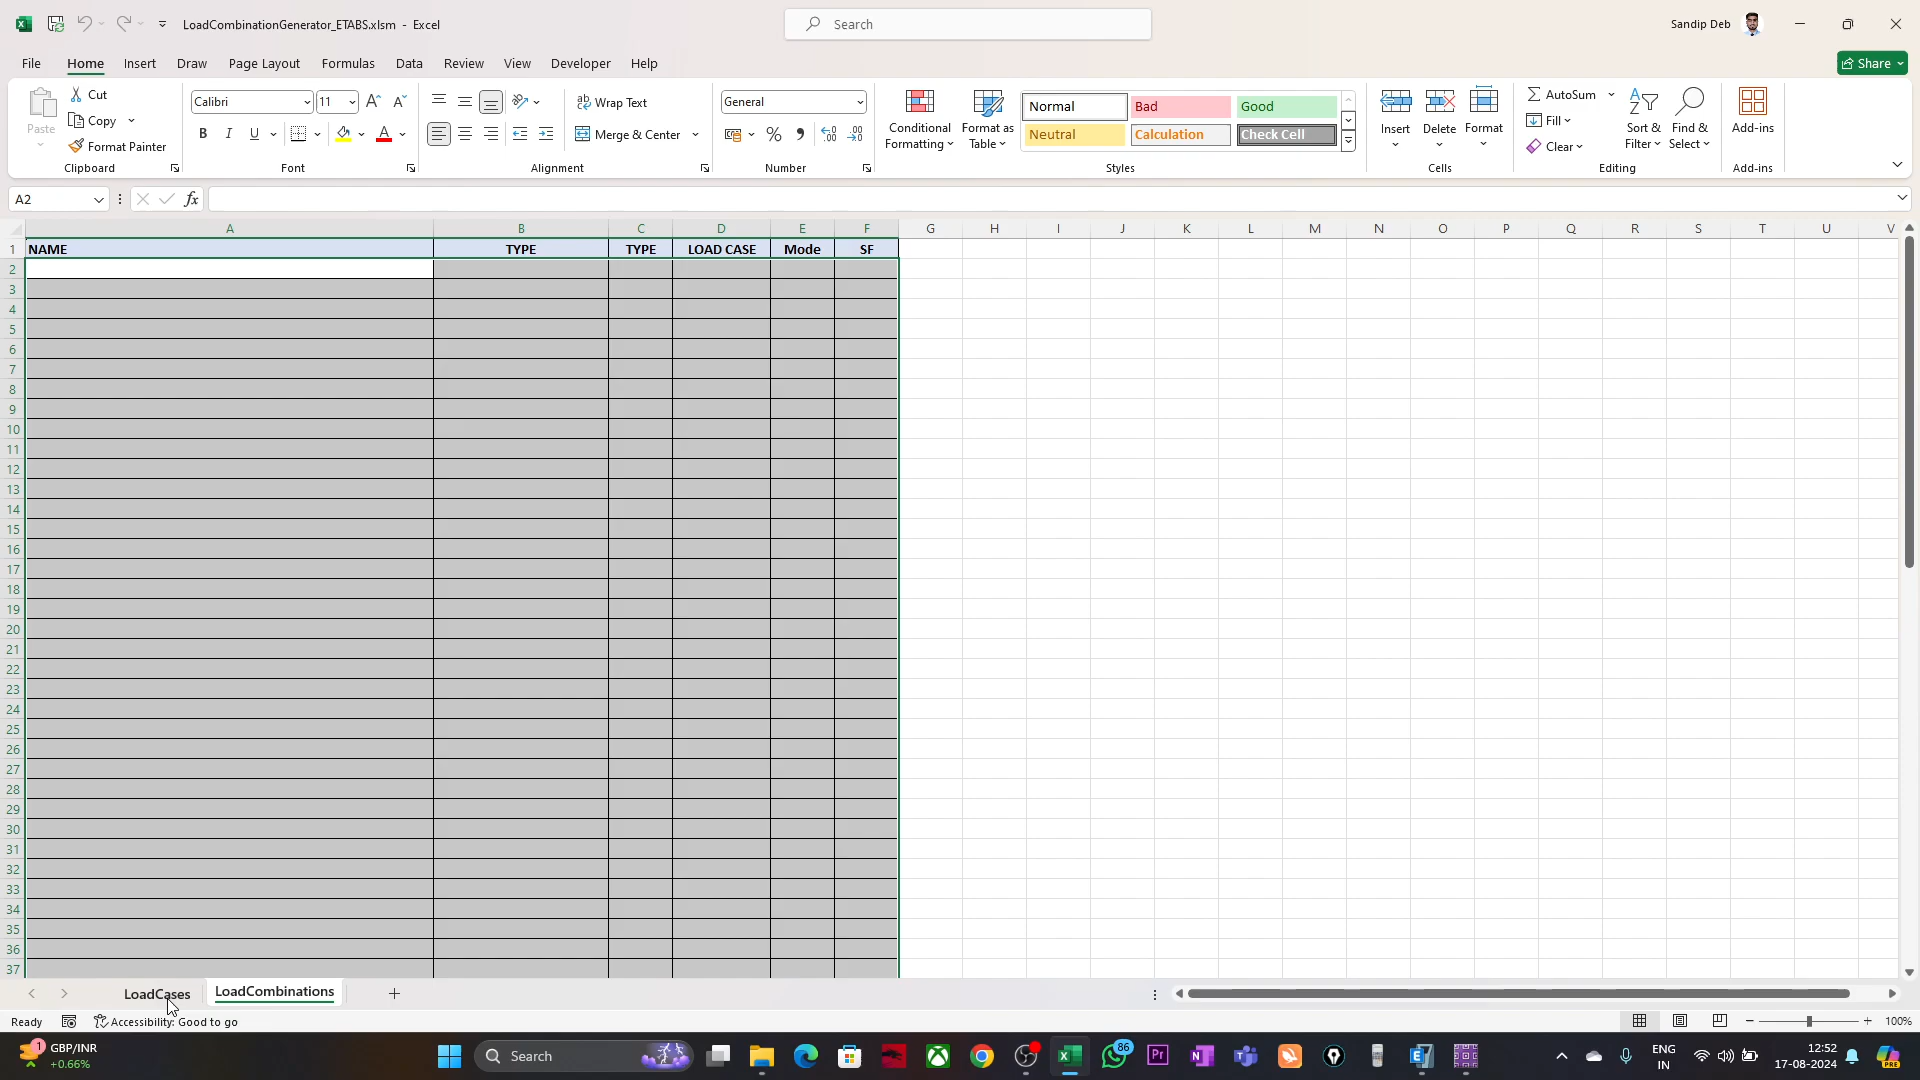 LoadCombinationGenerator_ETABS.xlsm - Excel
Search
Sandip Deb
File Home Insert Draw Page Layout Formulas Data Review View Developer Help
Share
Paste
Cut
Copy
Format Painter
Clipboard
Calibri 11
B I U A
Font
Wrap Text
Merge & Center
Alignment
General
Number
Conditional Formatting
Format as Table
Normal Bad Good
Neutral Calculation Check Cell
Styles
Insert Delete Format
Cells
AutoSum
Fill
Clear
Sort & Filter
Find & Select
Editing
Add-ins
Add-ins
A2
fx
A B C D E F G H I J K L M N O P Q R S T U V
1 NAME TYPE TYPE LOAD CASE Mode SF
2
3
4
5
6
7
8
9
10
11
12
13
14
15
16
17
18
19
20
21
22
23
24
25
26
27
28
29
30
31
32
33
34
35
36
37
LoadCases LoadCombinations
Ready
Accessibility: Good to go
100%
1
GBP/INR
+0.66%
Search
86
Pr
ENG
IN
12:52
17-08-2024
PRE